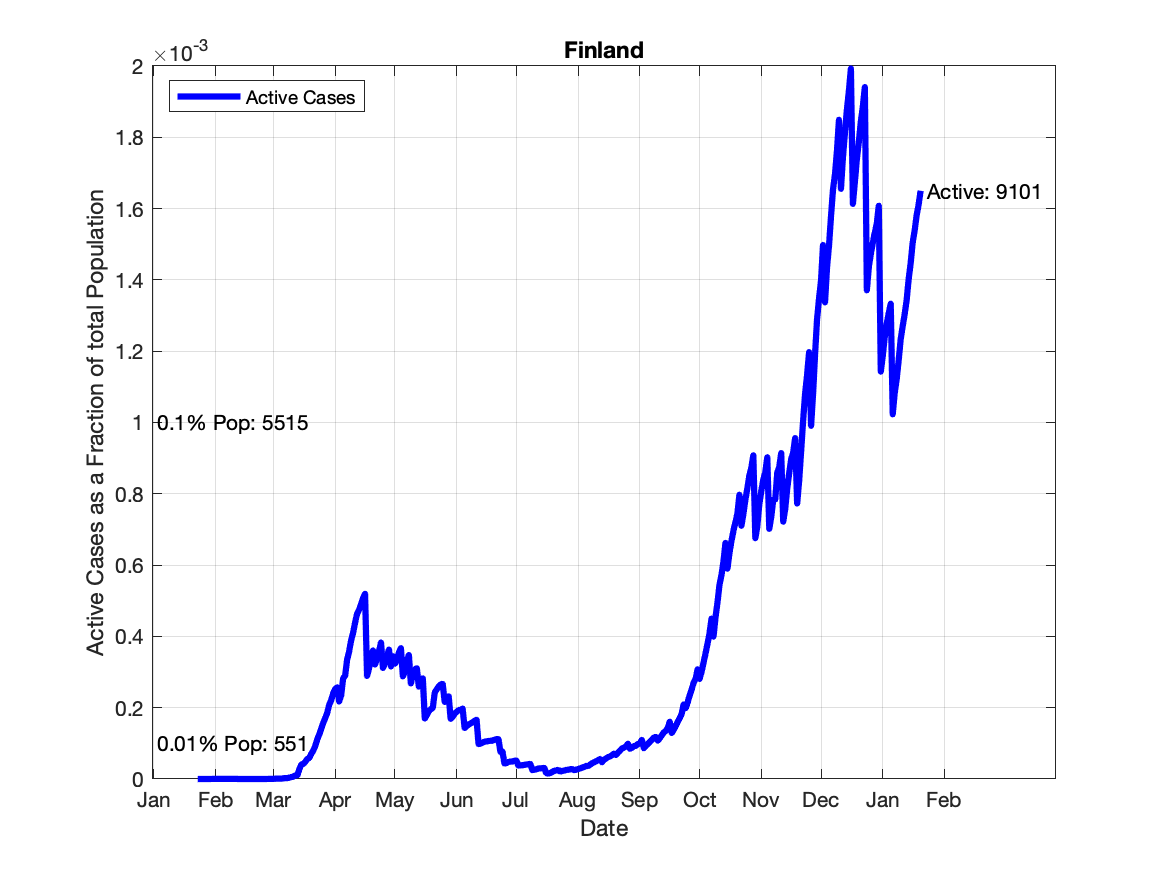 Finland
×10-3
Active Cases
2
1.8
1.6
1.4
1.2
1
0.8
0.6
0.4
0.2
0
Active Cases as a Fraction of total Population
Active: 9101
0.1% Pop: 5515
0.01% Pop: 551
Jan Feb Mar Apr May Jun Jul Aug Sep Oct Nov Dec Jan Feb
Date